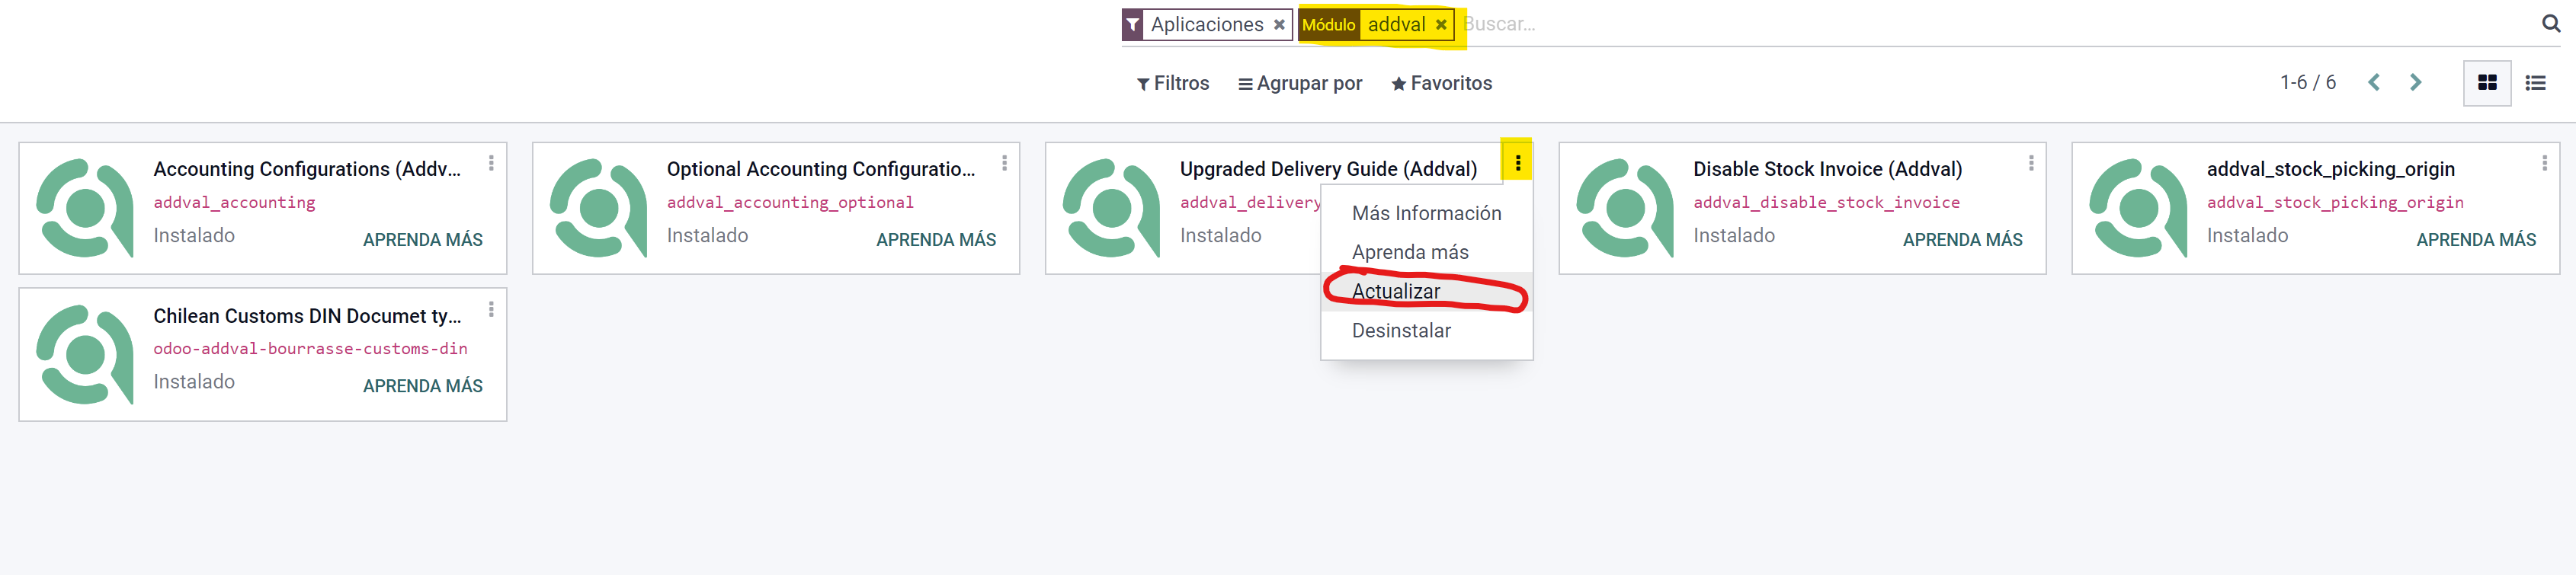 Aplicaciones × Módulo addval × Buscar...
Filtros Agrupar por Favoritos 1-6 / 6
Accounting Configurations (Addv...
addval_accounting
Instalado APRENDA MÁS
Optional Accounting Configuratio...
addval_accounting_optional
Instalado APRENDA MÁS
Upgraded Delivery Guide (Addval)
addval_delivery
Instalado
Más Información
Aprenda más
Actualizar
Desinstalar
Disable Stock Invoice (Addval)
addval_disable_stock_invoice
Instalado APRENDA MÁS
addval_stock_picking_origin
addval_stock_picking_origin
Instalado APRENDA MÁS
Chilean Customs DIN Documet ty...
odoo-addval-bourrasse-customs-din
Instalado APRENDA MÁS